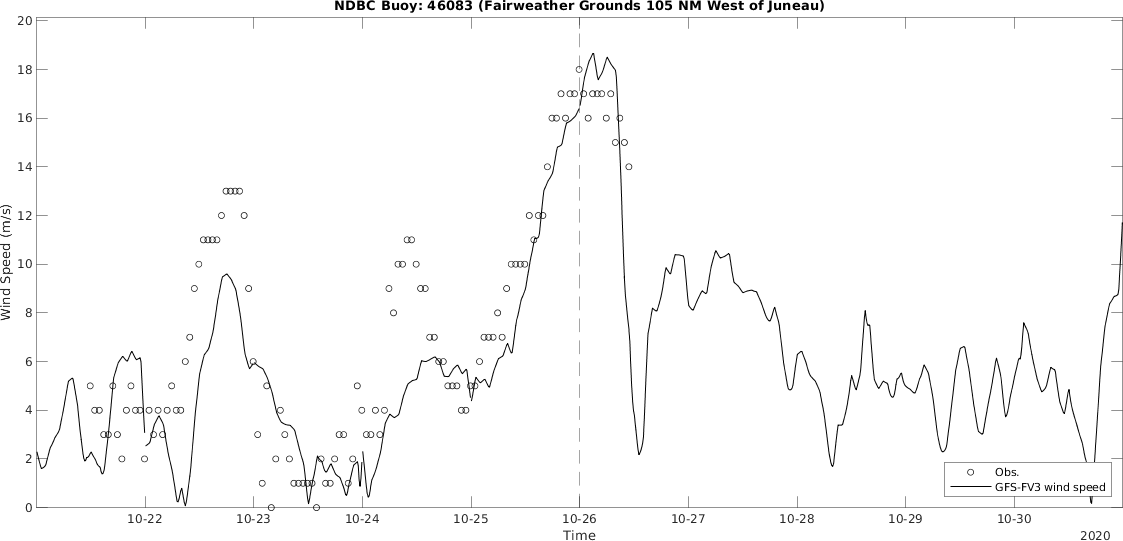 NDBC Buoy: 46083 (Fairweather Grounds 105 NM West of Juneau)
20
18
16
14
12
10
8
6
4
2
0
Wind Speed (m/s)
Obs.
GFS-FV3 wind speed
10-22 10-23 10-24 10-25 10-26 10-27 10-28 10-29 10-30
Time
2020